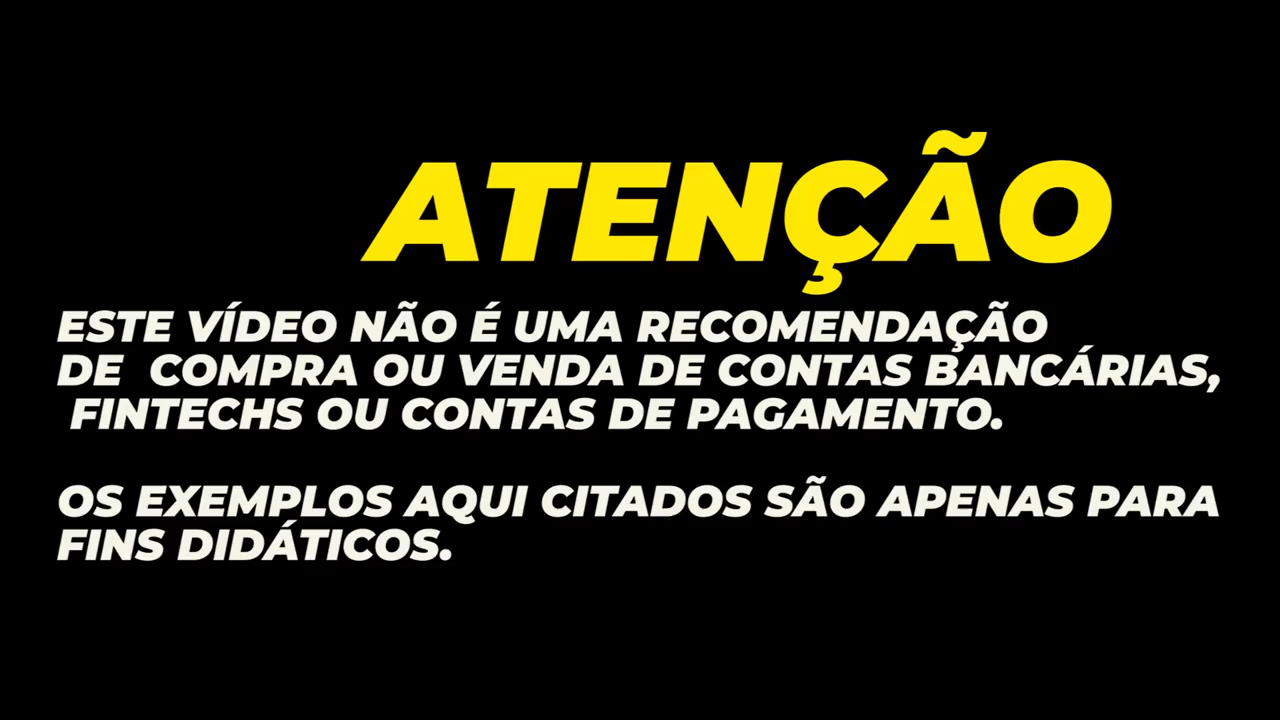 ATENÇÃO
ESTE VÍDEO NÃO É UMA RECOMENDAÇÃO
DE COMPRA OU VENDA DE CONTAS BANCÁRIAS,
FINTECHS OU CONTAS DE PAGAMENTO.
OS EXEMPLOS AQUI CITADOS SÃO APENAS PARA
FINS DIDÁTICOS.